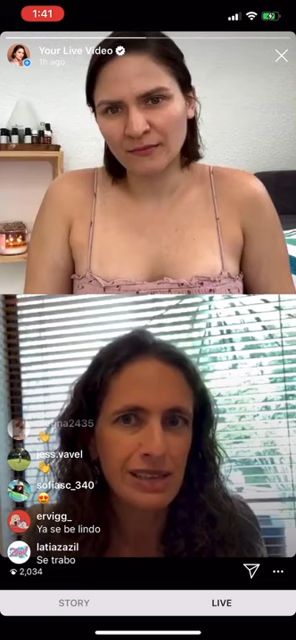 1:41
Your Live Video
1h ago
jess.vavel
sofiasc_340
ervigg_
Ya se be lindo
latiazazil
Se trabo
2,034
STORY
LIVE